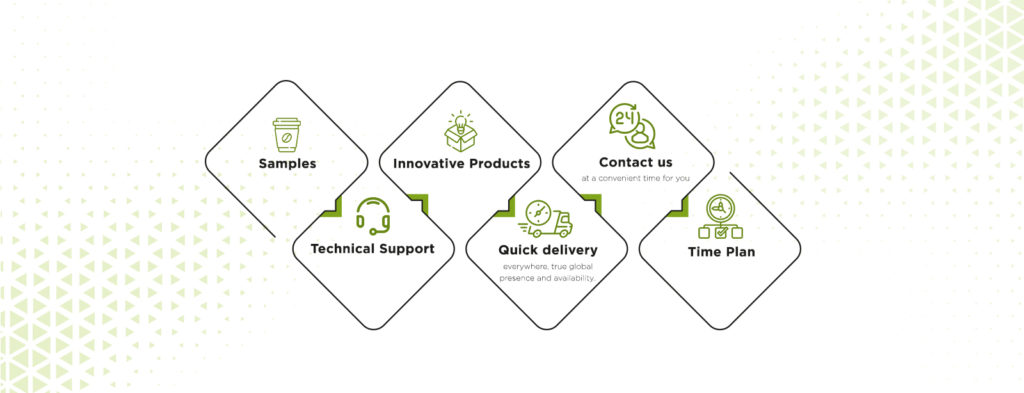 Samples
Innovative Products
24
Contact us
at a convenient time for you
Technical Support
Quick delivery
everywhere, true global
presence and availability.
Time Plan